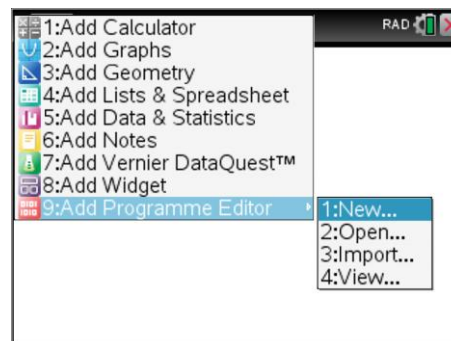 RAD
1:Add Calculator
2:Add Graphs
3:Add Geometry
4:Add Lists & Spreadsheet
5:Add Data & Statistics
6:Add Notes
7:Add Vernier DataQuest™
8:Add Widget
9:Add Programme Editor
1:New...
2:Open...
3:Import...
4:View...